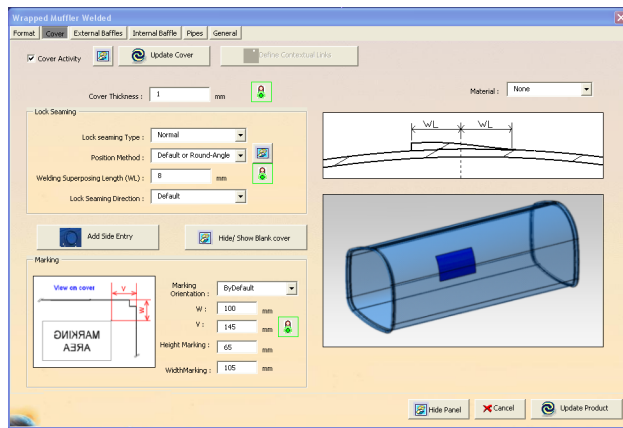 Wrapped Muffler Welded
Format Cover External Baffles Internal Baffle Pipes General
Cover Activity Update Cover Define Contextual Links
Cover Thickness : 1 mm Material : None
Lock Seaming
Lock seaming Type : Normal
Position Method : Default or Round-Angle
Welding Superposing Length (WL) : 8 mm
Lock Seaming Direction : Default
WL WL
Add Side Entry Hide/ Show Blank cover
Marking
View on cover V W
MARKING
AREA
Marking
Orientation : ByDefault
W : 100 mm
V : 145 mm
Height Marking : 65 mm
WidthMarking : 105 mm
Hide Panel Cancel Update Product